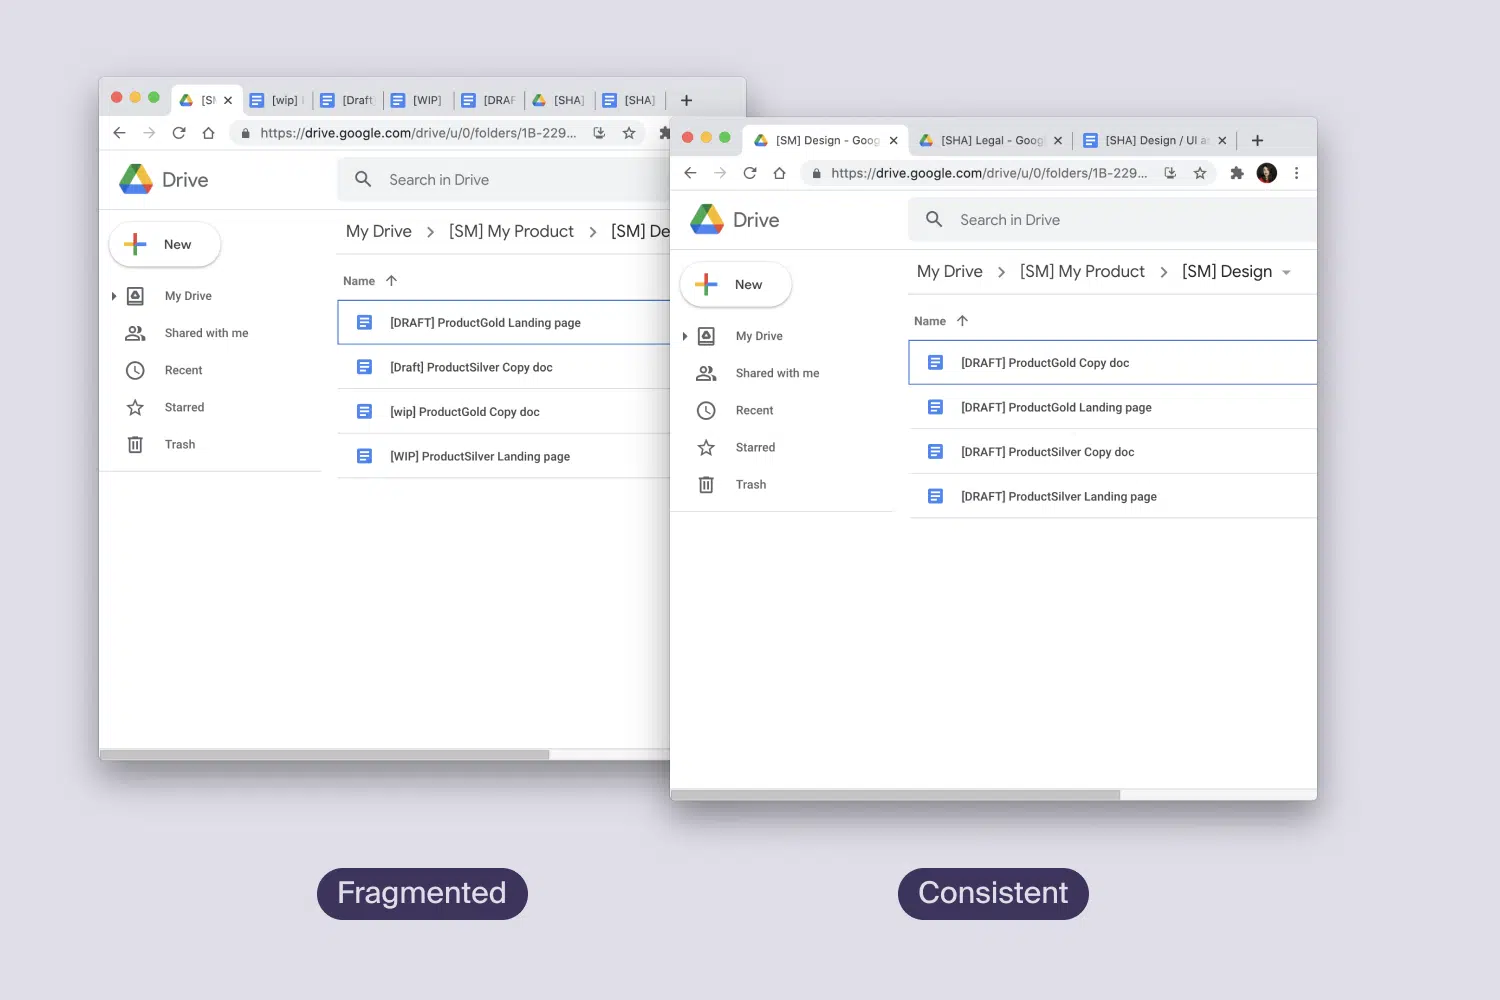 [SM
[wip]
[Draft
[WIP]
[DRAF
[SHA]
[SHA]
https://drive.google.com/drive/u/0/folders/1B-229...
Drive
Search in Drive
New
My Drive
Shared with me
Recent
Starred
Trash
My Drive > [SM] My Product > [SM] De
Name
[DRAFT] ProductGold Landing page
[Draft] ProductSilver Copy doc
[wip] ProductGold Copy doc
[WIP] ProductSilver Landing page
[SM] Design - Goog
[SHA] Legal - Goog
[SHA] Design / UI as
https://drive.google.com/drive/u/0/folders/1B-229...
Drive
Search in Drive
New
My Drive
Shared with me
Recent
Starred
Trash
My Drive > [SM] My Product > [SM] Design
Name
[DRAFT] ProductGold Copy doc
[DRAFT] ProductGold Landing page
[DRAFT] ProductSilver Copy doc
[DRAFT] ProductSilver Landing page
Fragmented
Consistent